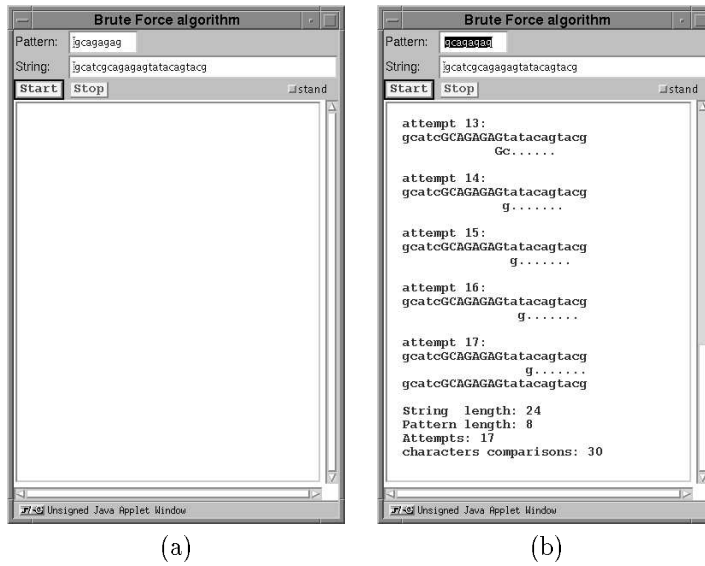 Brute Force algorithm
Pattern: gcagagag
String: gcatcgcagagagtatacagtacg
Start Stop stand
Unsigned Java Applet Window
(a)
Brute Force algorithm
Pattern: gcagagag
String: gcatcgcagagagtatacagtacg
Start Stop stand
attempt 13:
gcatcGCAGAGAGtatacagtacg
Gc......
attempt 14:
gcatcGCAGAGAGtatacagtacg
g.......
attempt 15:
gcatcGCAGAGAGtatacagtacg
g.......
attempt 16:
gcatcGCAGAGAGtatacagtacg
g.......
attempt 17:
gcatcGCAGAGAGtatacagtacg
g.......
gcatcGCAGAGAGtatacagtacg
String length: 24
Pattern length: 8
Attempts: 17
characters comparisons: 30
Unsigned Java Applet Window
(b)